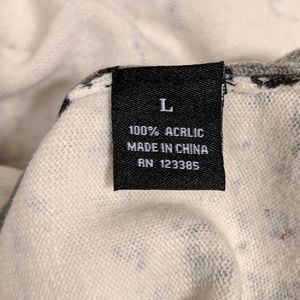 L
100% ACRLIC
MADE IN CHINA
RN 123385